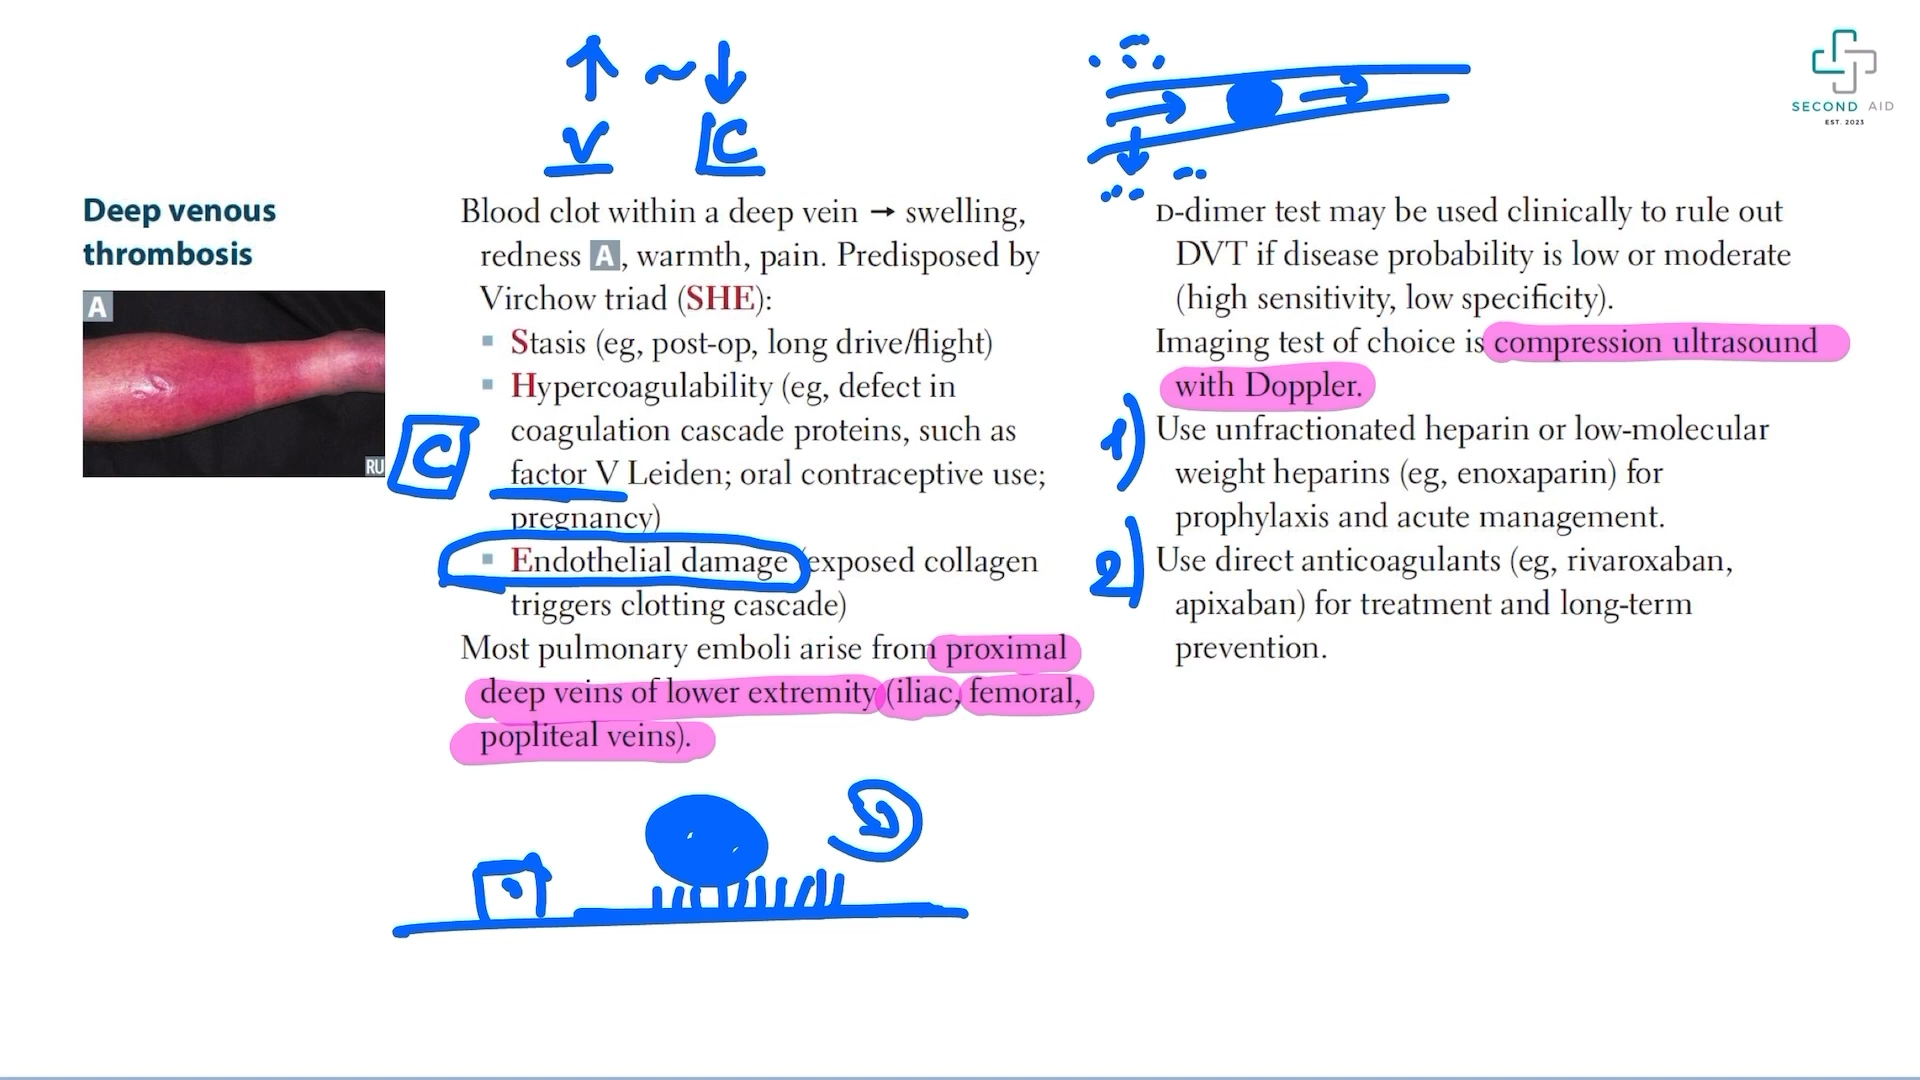 ↑ ~ ↓
V C
SECOND AID
EST. 2023
Deep venous
thrombosis
A
RU
Blood clot within a deep vein → swelling,
redness A, warmth, pain. Predisposed by
Virchow triad (SHE):
▪ Stasis (eg, post-op, long drive/flight)
▪ Hypercoagulability (eg, defect in
coagulation cascade proteins, such as
factor V Leiden; oral contraceptive use;
pregnancy)
C
▪ Endothelial damage (exposed collagen
triggers clotting cascade)
Most pulmonary emboli arise from proximal
deep veins of lower extremity (iliac, femoral,
popliteal veins).
D-dimer test may be used clinically to rule out
DVT if disease probability is low or moderate
(high sensitivity, low specificity).
Imaging test of choice is compression ultrasound
with Doppler.
1) Use unfractionated heparin or low-molecular
weight heparins (eg, enoxaparin) for
prophylaxis and acute management.
2) Use direct anticoagulants (eg, rivaroxaban,
apixaban) for treatment and long-term
prevention.